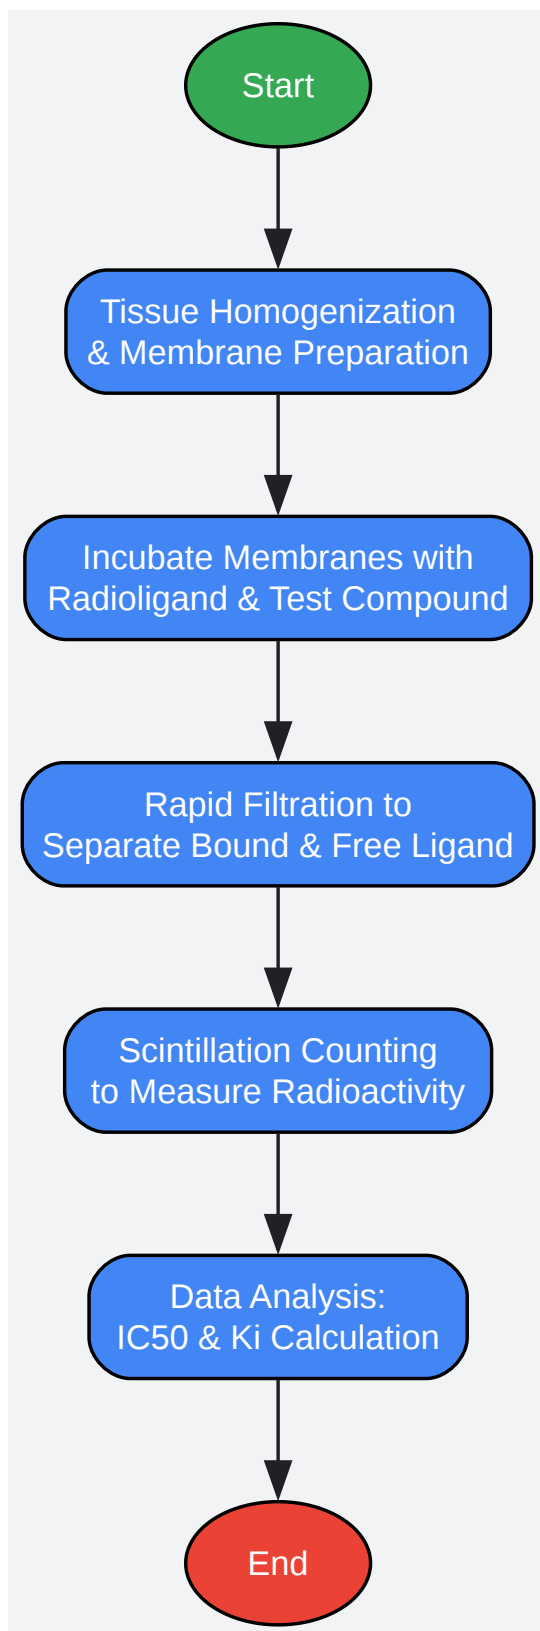 Start
Tissue Homogenization
& Membrane Preparation
Incubate Membranes with
Radioligand & Test Compound
Rapid Filtration to
Separate Bound & Free Ligand
Scintillation Counting
to Measure Radioactivity
Data Analysis:
IC50 & Ki Calculation
End